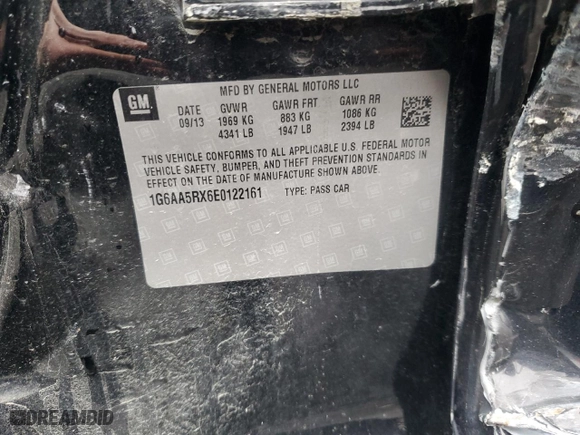 MFD BY GENERAL MOTORS LLC
GM
DATE GVWR GAWR FRT GAWR RR
09/13 1969 KG 883 KG 1086 KG
4341 LB 1947 LB 2394 LB
THIS VEHICLE CONFORMS TO ALL APPLICABLE U.S. FEDERAL MOTOR
VEHICLE SAFETY, BUMPER, AND THEFT PREVENTION STANDARDS IN
EFFECT ON THE DATE OF MANUFACTURE SHOWN ABOVE.
1G6AA5RX6E0122161 TYPE: PASS CAR
DREAMBID